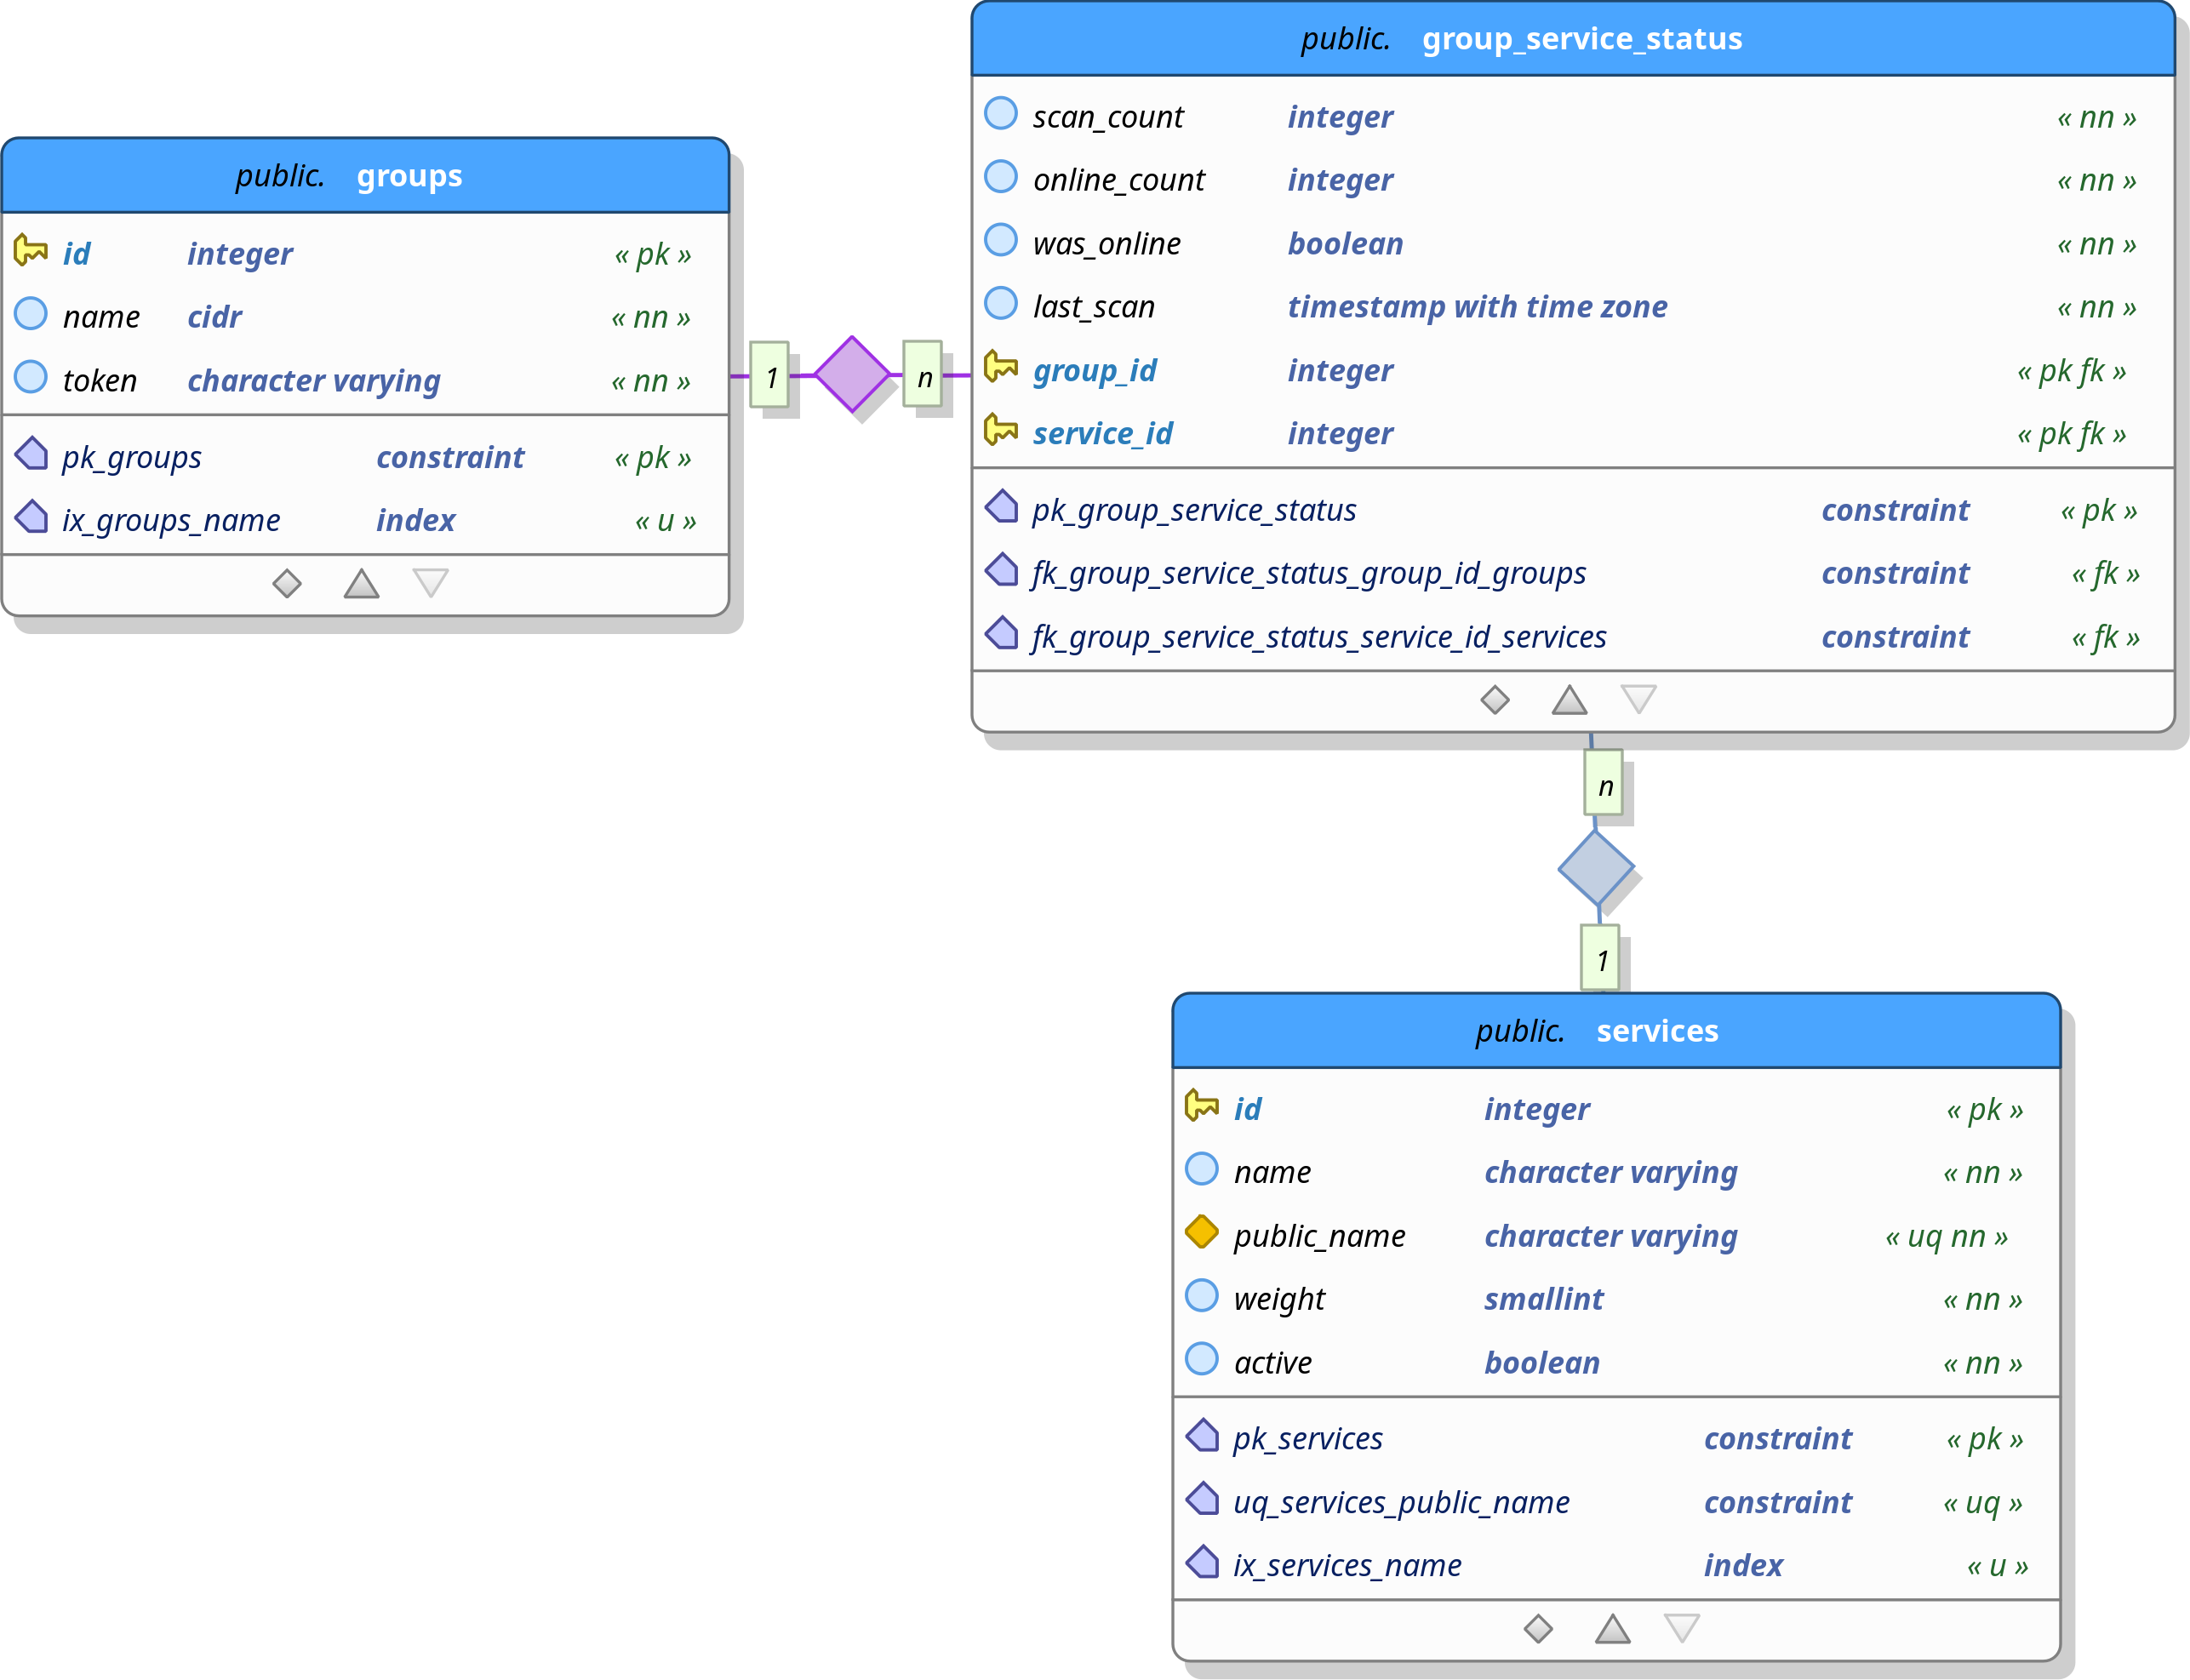 public. groups
id integer « pk »
name cidr « nn »
token character varying « nn »
pk_groups constraint « pk »
ix_groups_name index « u »
1
n
public. group_service_status
scan_count integer « nn »
online_count integer « nn »
was_online boolean « nn »
last_scan timestamp with time zone « nn »
group_id integer « pk fk »
service_id integer « pk fk »
pk_group_service_status constraint « pk »
fk_group_service_status_group_id_groups constraint « fk »
fk_group_service_status_service_id_services constraint « fk »
n
1
public. services
id integer « pk »
name character varying « nn »
public_name character varying « uq nn »
weight smallint « nn »
active boolean « nn »
pk_services constraint « pk »
uq_services_public_name constraint « uq »
ix_services_name index « u »